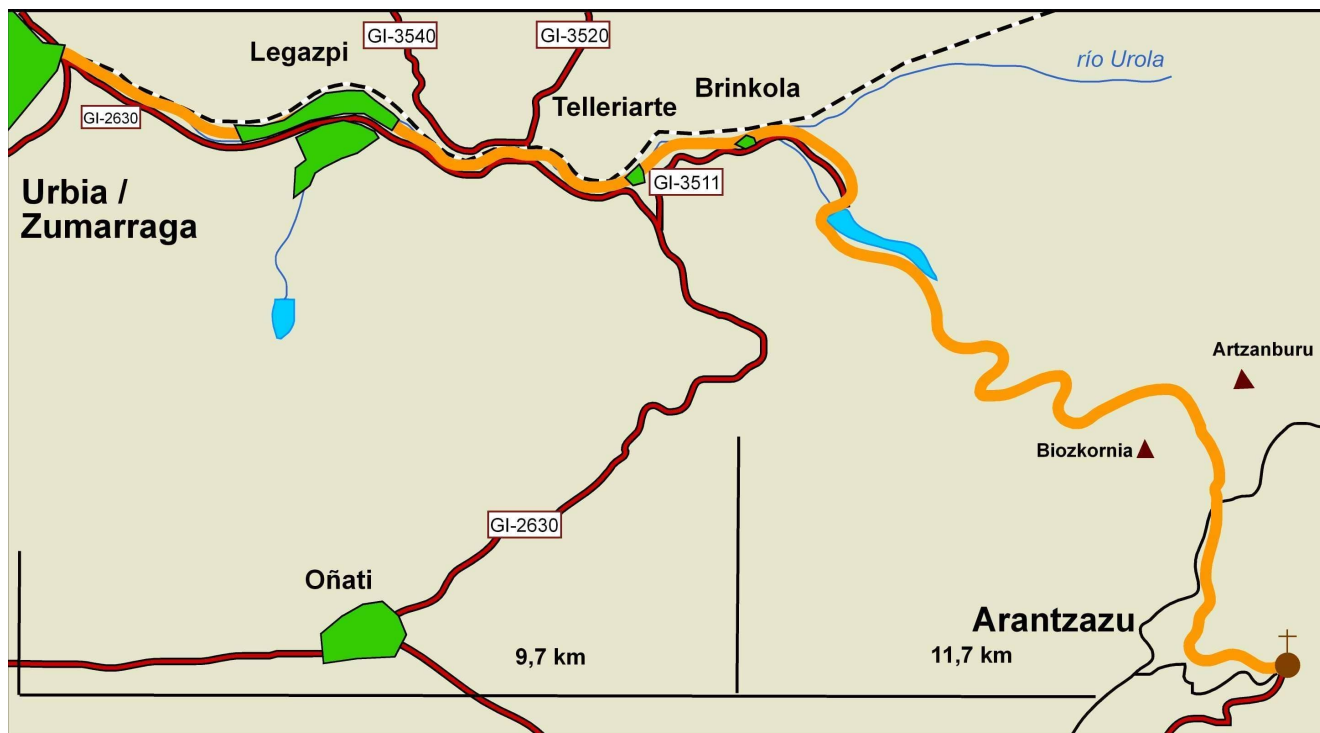 Legazpi
GI-3540
GI-3520
río Urola
Brinkola
Telleriarte
GI-2630
GI-3511
Urbia /
Zumarraga
Artzanburu
Biozkornia
GI-2630
Oñati
Arantzazu
9,7 km
11,7 km